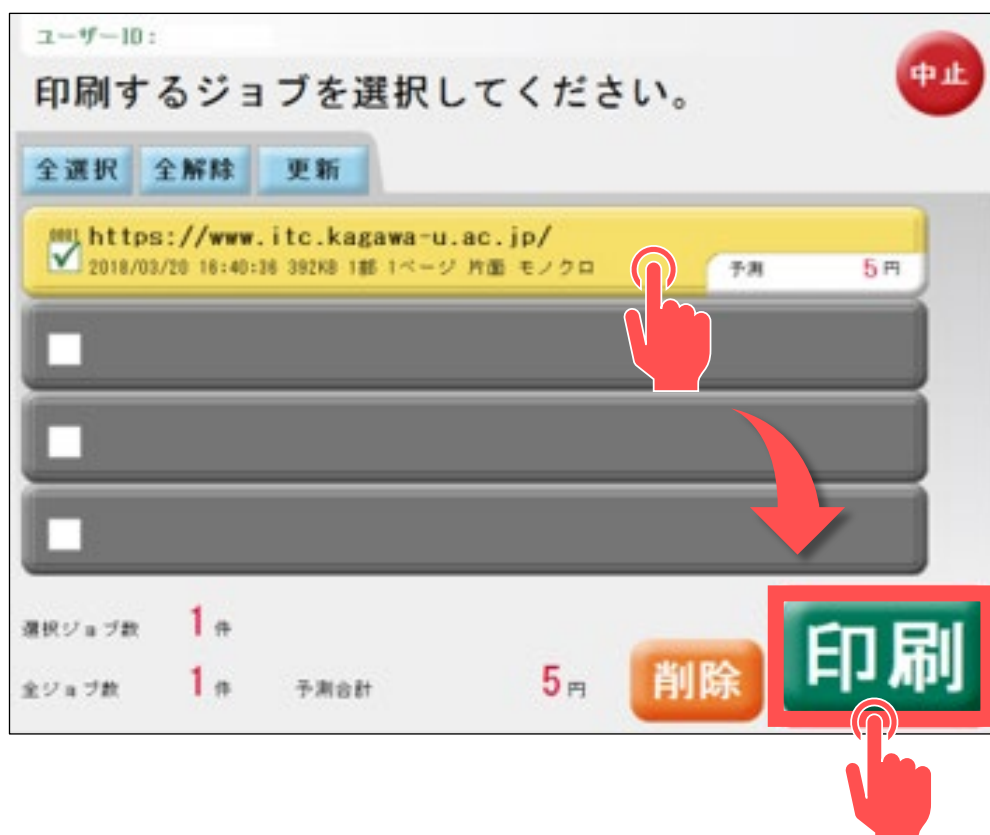 ユーザーID:
印刷するジョブを選択してください。
中止
全選択 全解除 更新
0001 https://www.itc.kagawa-u.ac.jp/
2018/03/20 16:40:36 392KB 1部 1ページ 片面 モノクロ 予測 5円
選択ジョブ数 1件
全ジョブ数 1件 予測合計 5円
削除
印刷